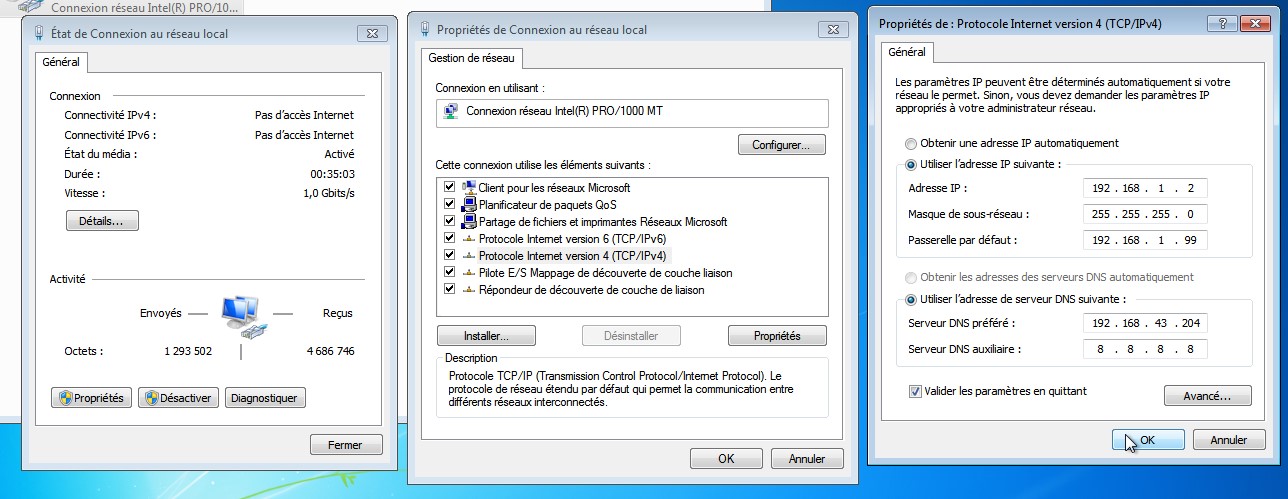 Connexion réseau Intel(R) PRO/10...
État de Connexion au réseau local
Général
Connexion
Connectivité IPv4 : Pas d'accès Internet
Connectivité IPv6 : Pas d'accès Internet
État du média : Activé
Durée : 00:35:03
Vitesse : 1,0 Gbits/s
Détails...
Activité
Envoyés Reçus
Octets : 1 293 502 4 686 746
Propriétés Désactiver Diagnostiquer
Fermer
Propriétés de Connexion au réseau local
Gestion de réseau
Connexion en utilisant :
Connexion réseau Intel(R) PRO/1000 MT
Configurer...
Cette connexion utilise les éléments suivants :
Client pour les réseaux Microsoft
Planificateur de paquets QoS
Partage de fichiers et imprimantes Réseaux Microsoft
Protocole Internet version 6 (TCP/IPv6)
Protocole Internet version 4 (TCP/IPv4)
Pilote E/S Mappage de découverte de couche liaison
Répondeur de découverte de couche de liaison
Installer... Désinstaller Propriétés
Description
Protocole TCP/IP (Transmission Control Protocol/Internet Protocol). Le
protocole de réseau étendu par défaut qui permet la communication entre
différents réseaux interconnectés.
OK Annuler
Propriétés de : Protocole Internet version 4 (TCP/IPv4)
?
Général
Les paramètres IP peuvent être déterminés automatiquement si votre
réseau le permet. Sinon, vous devez demander les paramètres IP
appropriés à votre administrateur réseau.
Obtenir une adresse IP automatiquement
Utiliser l'adresse IP suivante :
Adresse IP : 192 . 168 . 1 . 2
Masque de sous-réseau : 255 . 255 . 255 . 0
Passerelle par défaut : 192 . 168 . 1 . 99
Obtenir les adresses des serveurs DNS automatiquement
Utiliser l'adresse de serveur DNS suivante :
Serveur DNS préféré : 192 . 168 . 43 . 204
Serveur DNS auxiliaire : 8 . 8 . 8 . 8
Valider les paramètres en quittant
Avancé...
OK Annuler